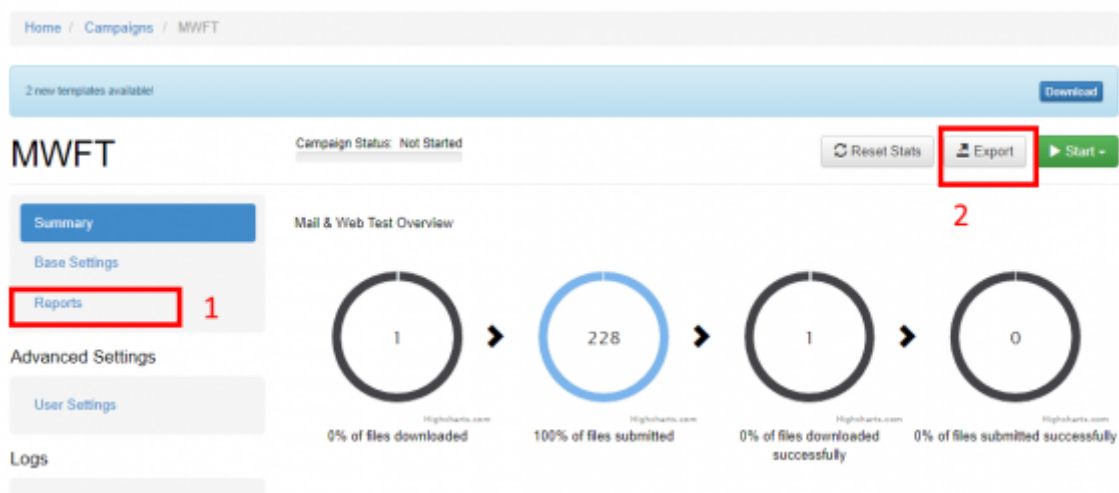 Home / Campaigns / MWFT
2 new templates available!
Download
MWFT
Campaign Status: Not Started
Reset Stats
Export
Start
2
Summary
Base Settings
Reports
1
Mail & Web Test Overview
1
228
1
0
Highcharts.com
Highcharts.com
Highcharts.com
Highcharts.com
0% of files downloaded
100% of files submitted
0% of files downloaded
successfully
0% of files submitted successfully
Advanced Settings
User Settings
Logs